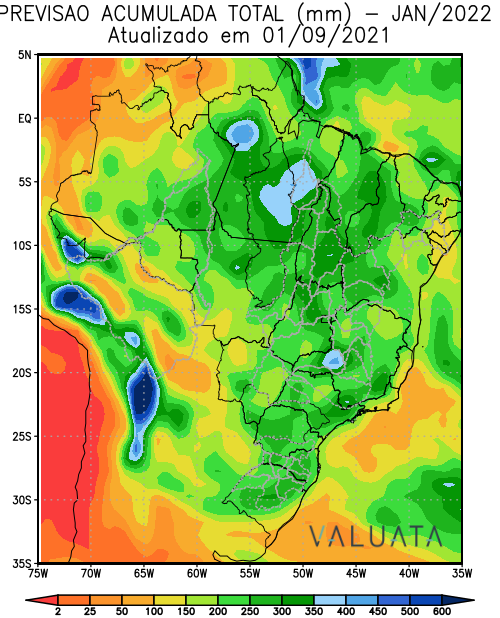 PREVISAO ACUMULADA TOTAL (mm) – JAN/2022
Atualizado em 01/09/2021
5N
EQ
5S
10S
15S
20S
25S
30S
35S
VALUATA
75W 70W 65W 60W 55W 50W 45W 40W 35W
2 25 50 100 150 200 250 300 350 400 450 500 600